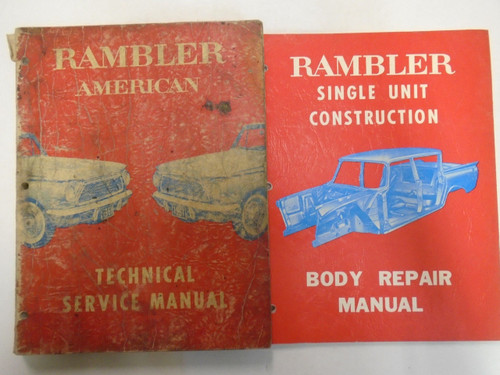 RAMBLER
AMERICAN
TECHNICAL
SERVICE MANUAL
RAMBLER
SINGLE UNIT
CONSTRUCTION
BODY REPAIR
MANUAL